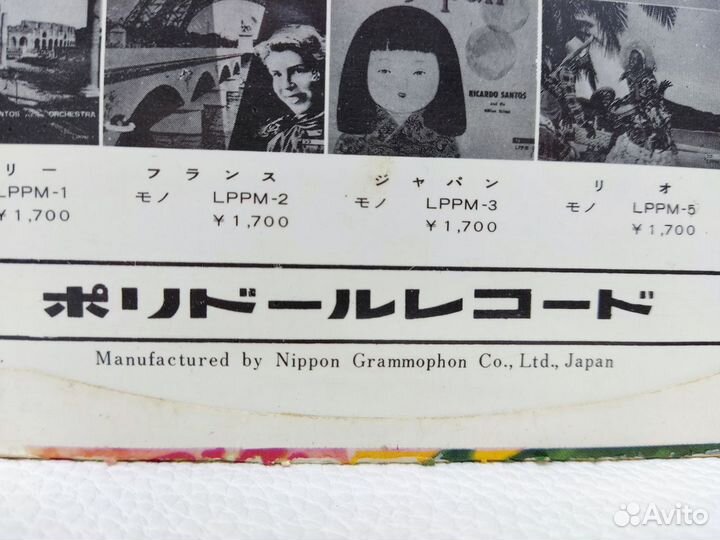 RICARDO SANTOS
ORCHESTRA
リー フランス ジャパン リオ
LPPM-1 モノ LPPM-2 モノ LPPM-3 モノ LPPM-5
¥1,700 ¥1,700 ¥1,700 ¥1,700
ポリドールレコード
Manufactured by Nippon Grammophon Co., Ltd., Japan
Avito